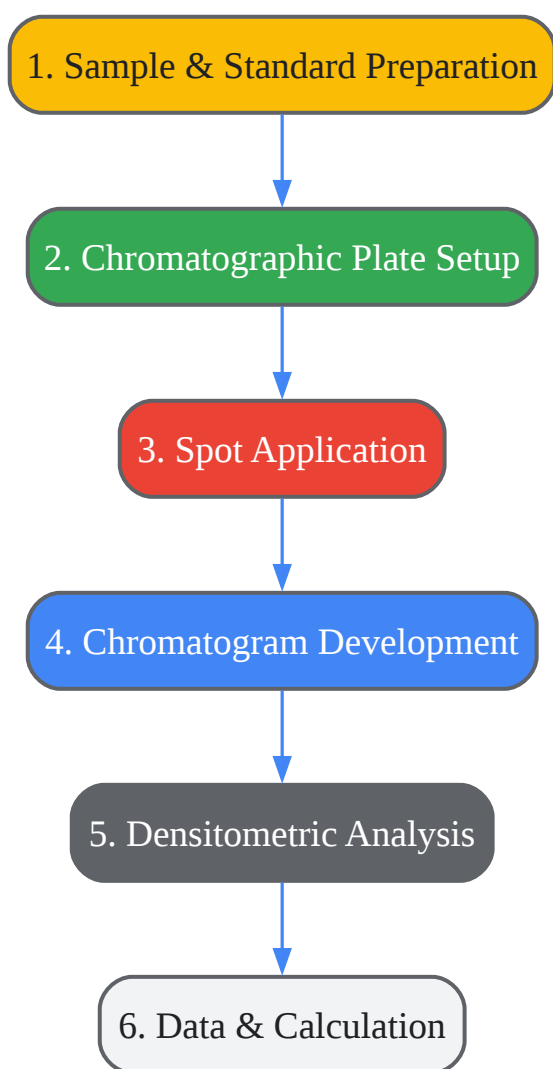 1. Sample & Standard Preparation
2. Chromatographic Plate Setup
3. Spot Application
4. Chromatogram Development
5. Densitometric Analysis
6. Data & Calculation